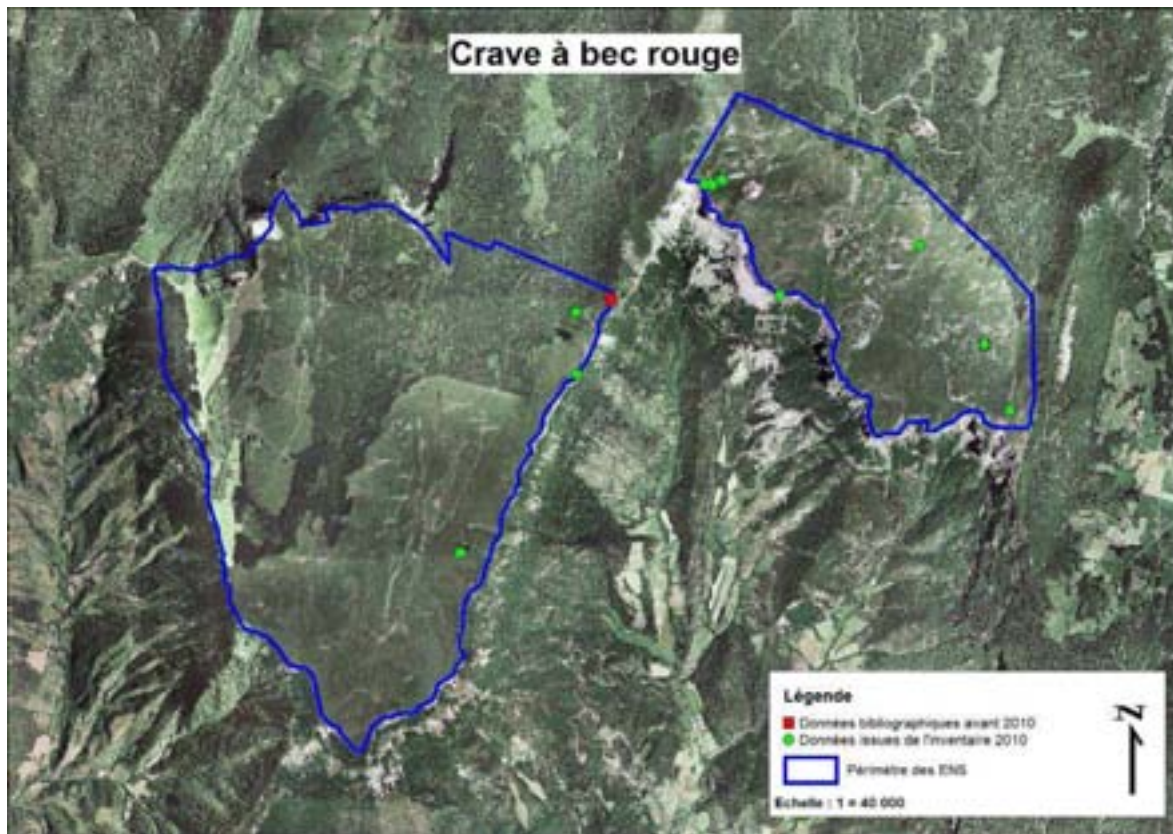 Crave à bec rouge
Légende
Données bibliographiques avant 2010
Données issues de l'inventaire 2010
Périmètre des ENS
Echelle : 1 = 40 000
N